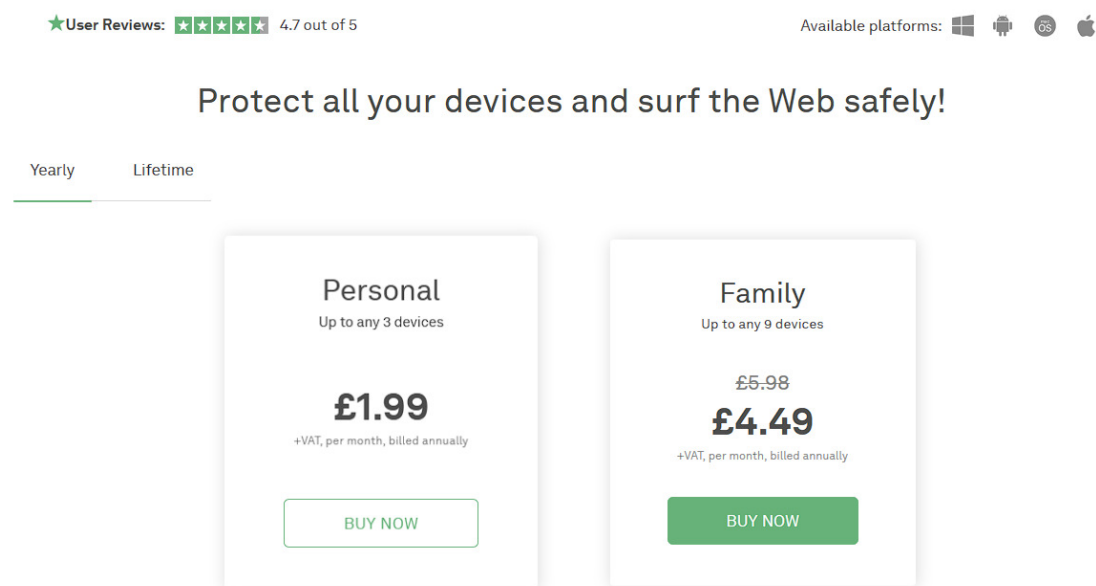 User Reviews: 4.7 out of 5
Available platforms: OS
Protect all your devices and surf the Web safely!
Yearly Lifetime
Personal
Up to any 3 devices
£1.99
+VAT, per month, billed annually
BUY NOW
Family
Up to any 9 devices
£5.98
£4.49
+VAT, per month, billed annually
BUY NOW